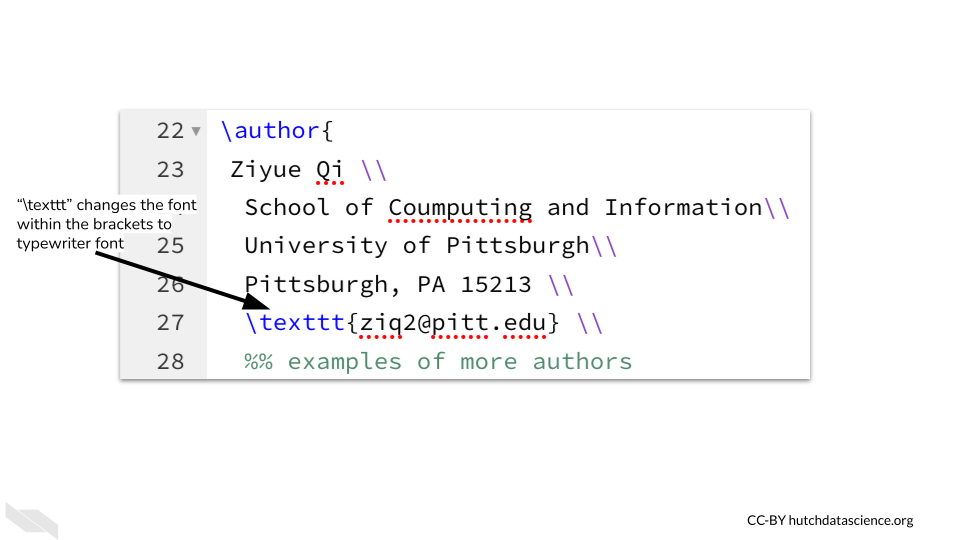 22 \author{
23 Ziyue Qi \\
School of Coumputing and Information\\
25 University of Pittsburgh\\
26 Pittsburgh, PA 15213 \\
27 \texttt{ziq2@pitt.edu} \\
28 %% examples of more authors
“\texttt” changes the font
within the brackets to
typewriter font
CC-BY hutchdatascience.org